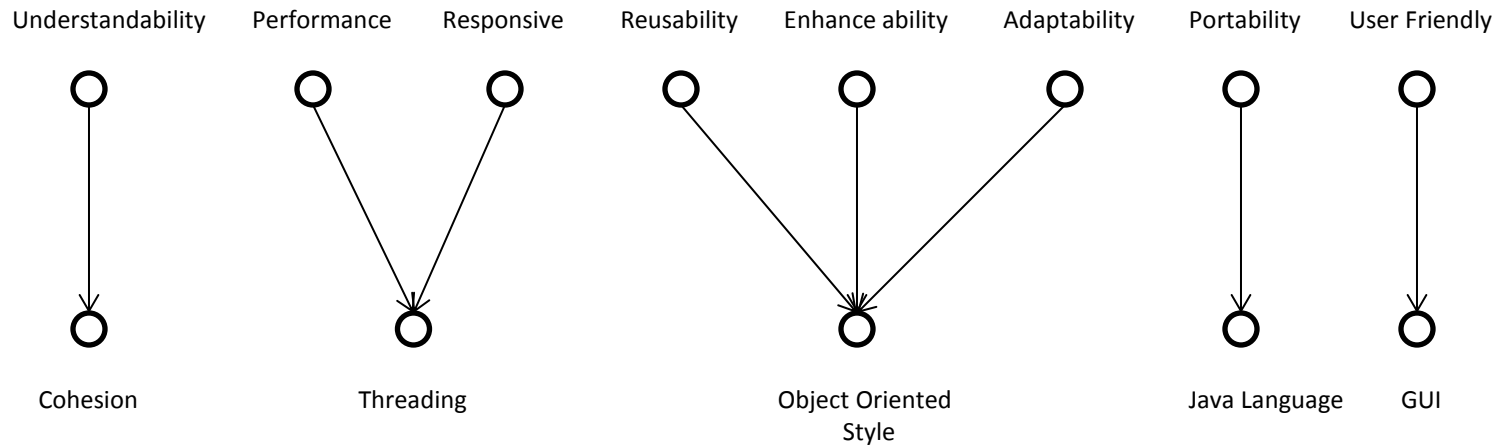 Understandability Performance Responsive Reusability Enhance ability Adaptability Portability User Friendly
Cohesion Threading Object Oriented Java Language GUI
Style